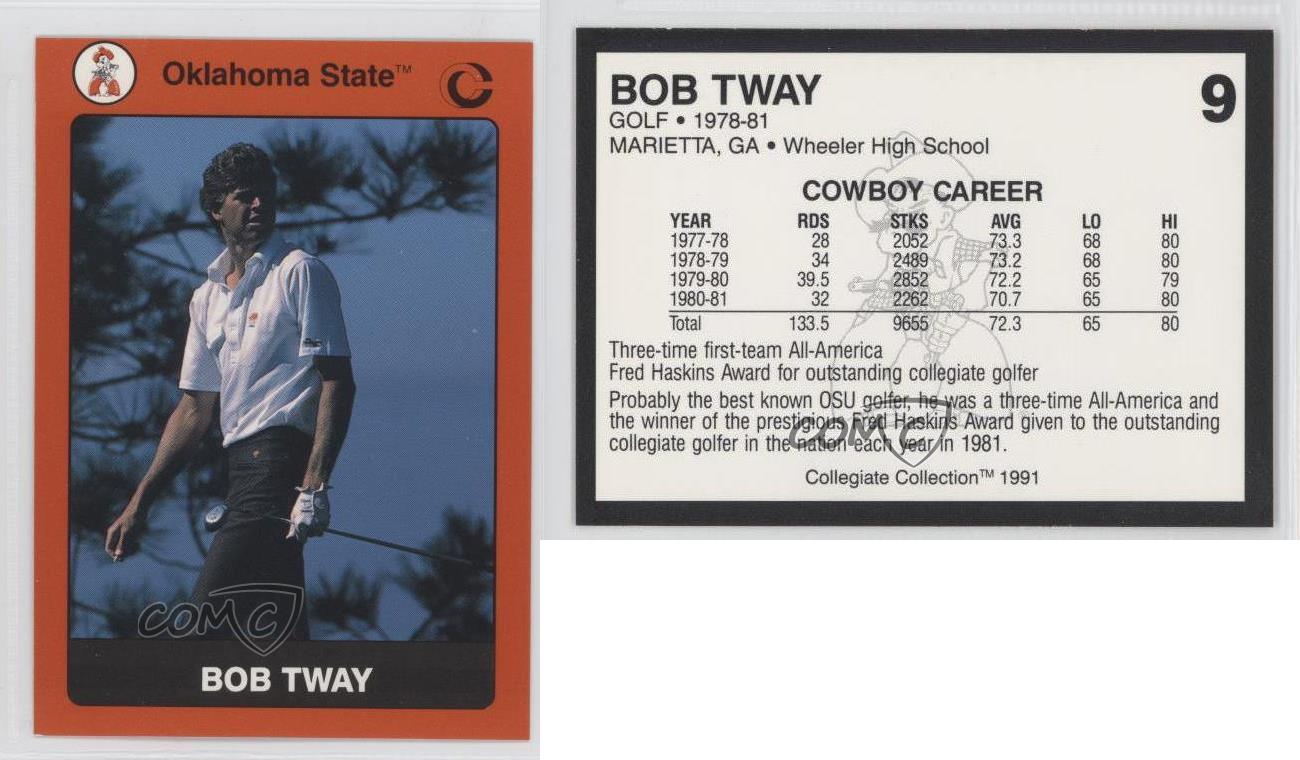 Oklahoma State™
BOB TWAY
COMC
BOB TWAY
9
GOLF • 1978-81
MARIETTA, GA • Wheeler High School
COWBOY CAREER
YEAR RDS STKS AVG LO HI
1977-78 28 2052 73.3 68 80
1978-79 34 2489 73.2 68 80
1979-80 39.5 2852 72.2 65 79
1980-81 32 2262 70.7 65 80
Total 133.5 9655 72.3 65 80
Three-time first-team All-America
Fred Haskins Award for outstanding collegiate golfer
Probably the best known OSU golfer, he was a three-time All-America and
the winner of the prestigious Fred Haskins Award given to the outstanding
collegiate golfer in the nation each year in 1981.
COMC
Collegiate Collection™ 1991